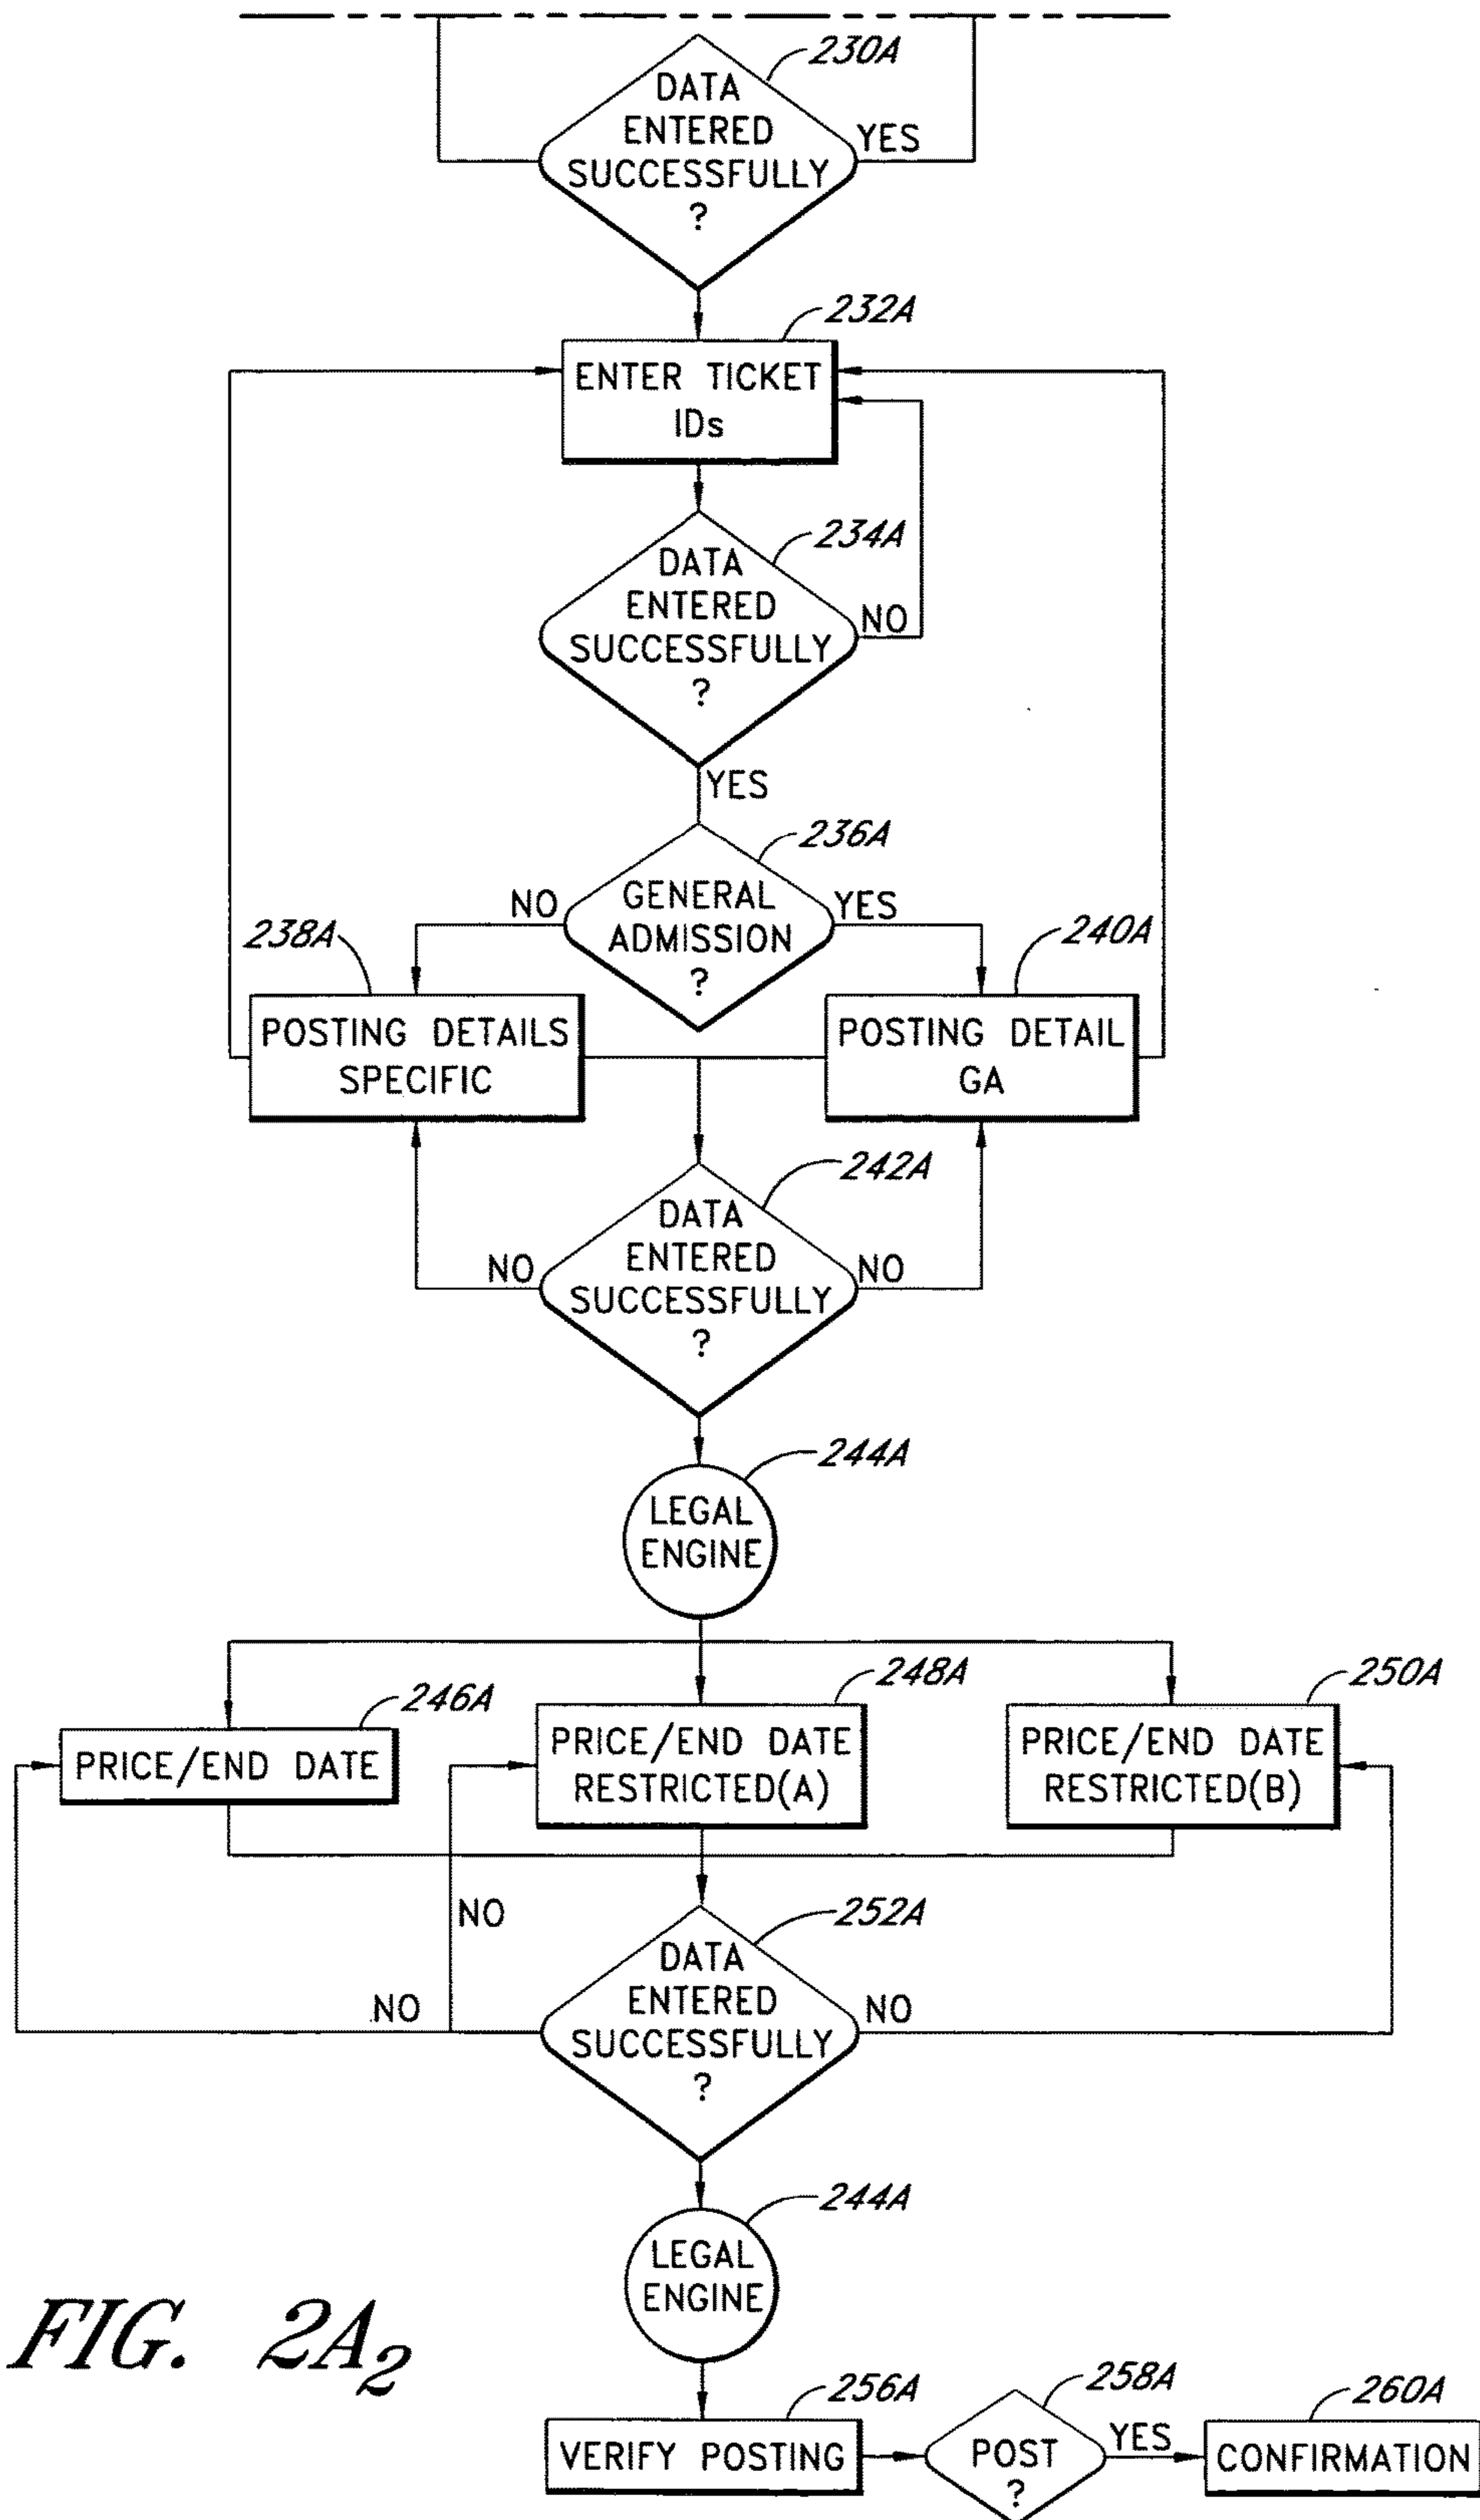 230A
DATA
ENTERED
SUCCESSFULLY
?
YES
232A
ENTER TICKET
IDs
234A
DATA
ENTERED
SUCCESSFULLY
?
NO
YES
236A
GENERAL
ADMISSION
?
NO
YES
238A
240A
POSTING DETAILS
SPECIFIC
POSTING DETAIL
GA
242A
DATA
ENTERED
SUCCESSFULLY
?
NO
NO
244A
LEGAL
ENGINE
246A
248A
250A
PRICE/END DATE
PRICE/END DATE
RESTRICTED(A)
PRICE/END DATE
RESTRICTED(B)
NO
252A
DATA
ENTERED
SUCCESSFULLY
?
NO
NO
244A
LEGAL
ENGINE
FIG. 2A2
256A
258A
260A
VERIFY POSTING
POST
?
YES
CONFIRMATION